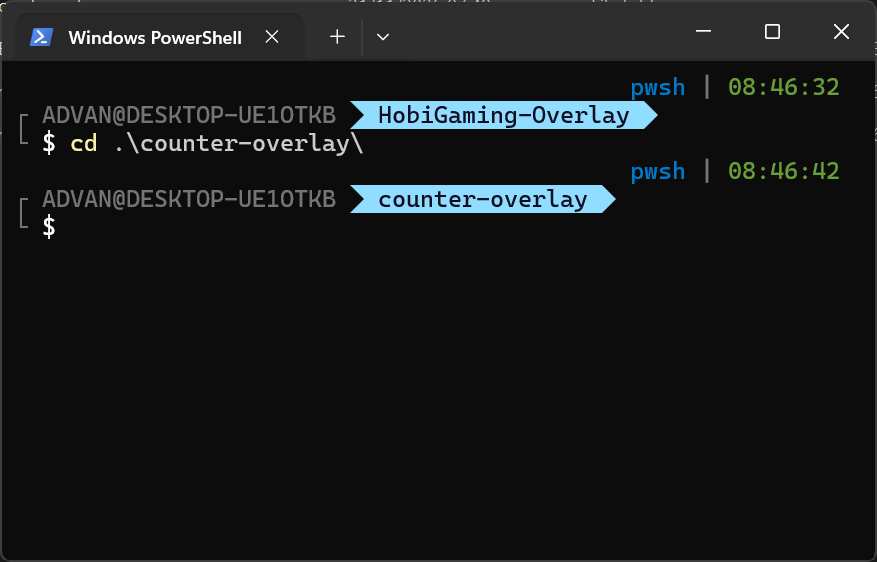 Windows PowerShell
pwsh | 08:46:32
ADVAN@DESKTOP-UE1OTKB HobiGaming-Overlay
$ cd .\counter-overlay\
pwsh | 08:46:42
ADVAN@DESKTOP-UE1OTKB counter-overlay
$